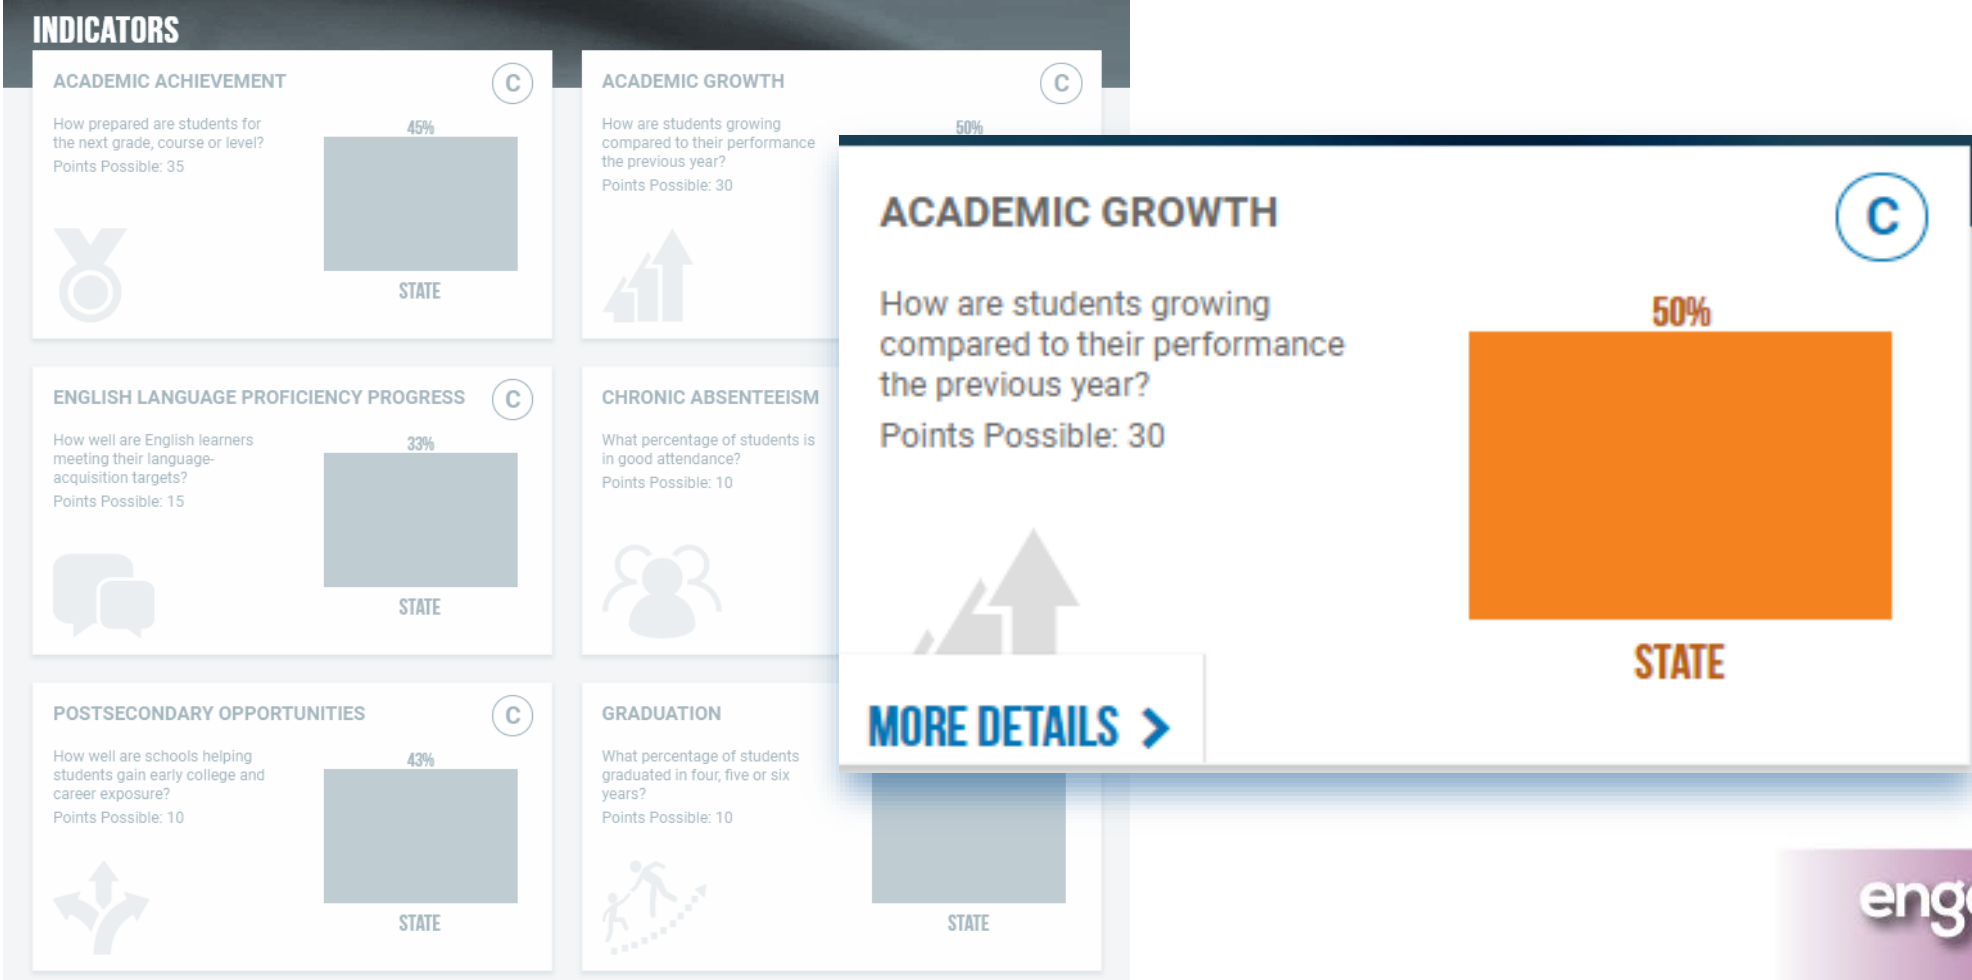 INDICATORS
ACADEMIC ACHIEVEMENT
C
How prepared are students for
the next grade, course or level?
Points Possible: 35
45%
STATE
ACADEMIC GROWTH
C
How are students growing
compared to their performance
the previous year?
Points Possible: 30
50%
ENGLISH LANGUAGE PROFICIENCY PROGRESS
C
How well are English learners
meeting their language-
acquisition targets?
Points Possible: 15
33%
STATE
CHRONIC ABSENTEEISM
What percentage of students is
in good attendance?
Points Possible: 10
POSTSECONDARY OPPORTUNITIES
C
How well are schools helping
students gain early college and
career exposure?
Points Possible: 10
43%
STATE
GRADUATION
What percentage of students
graduated in four, five or six
years?
Points Possible: 10
STATE
ACADEMIC GROWTH
C
How are students growing
compared to their performance
the previous year?
Points Possible: 30
50%
STATE
MORE DETAILS